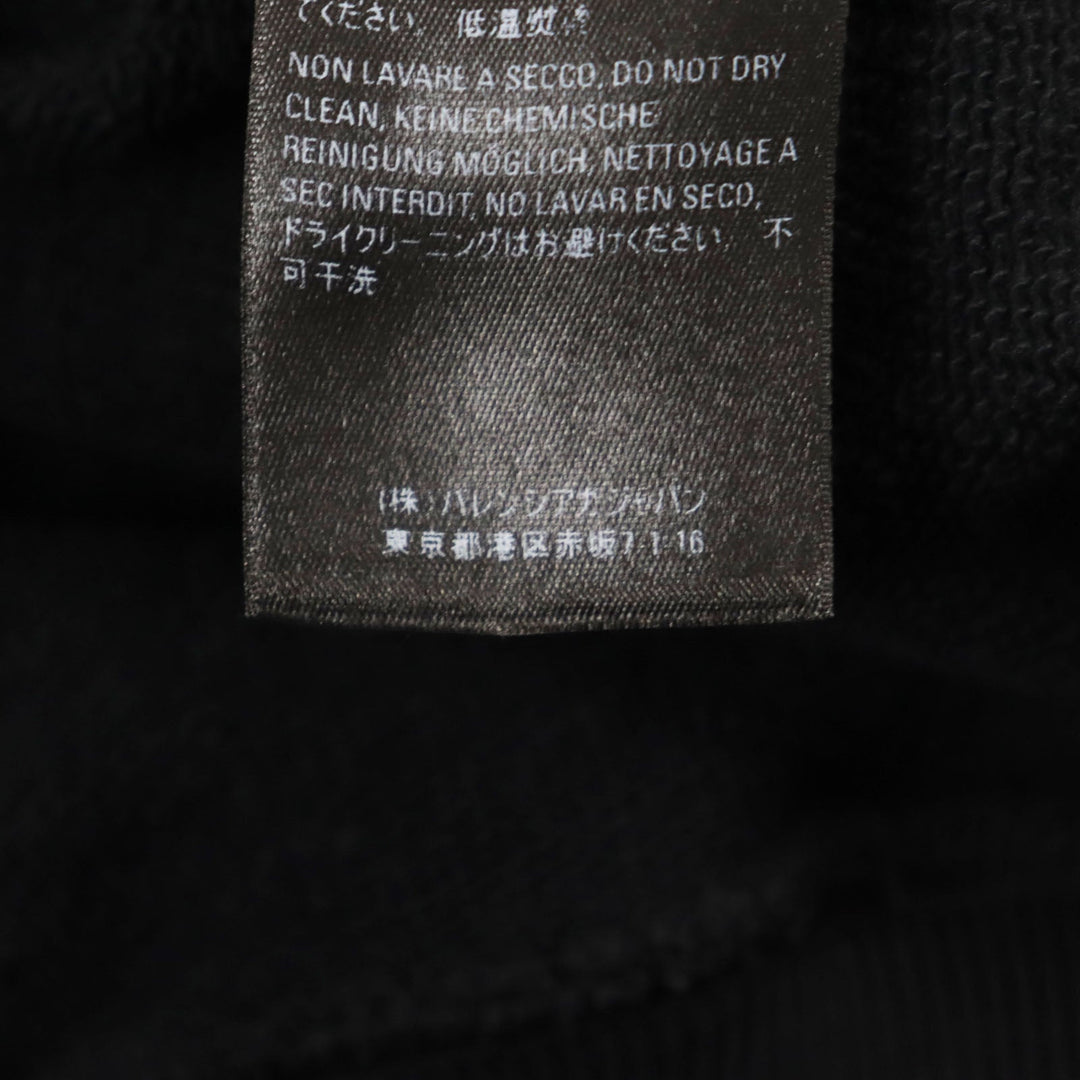 てください。低温熨
NON LAVARE A SECCO, DO NOT DRY
CLEAN, KEINE CHEMISCHE
REINIGUNG MÖGLICH, NETTOYAGE A
SEC INTERDIT, NO LAVAR EN SECO,
ドライクリーニングはお避けください。 不
可干洗
(株)バレンシアガジャパン
東京都港区赤坂7.1.16